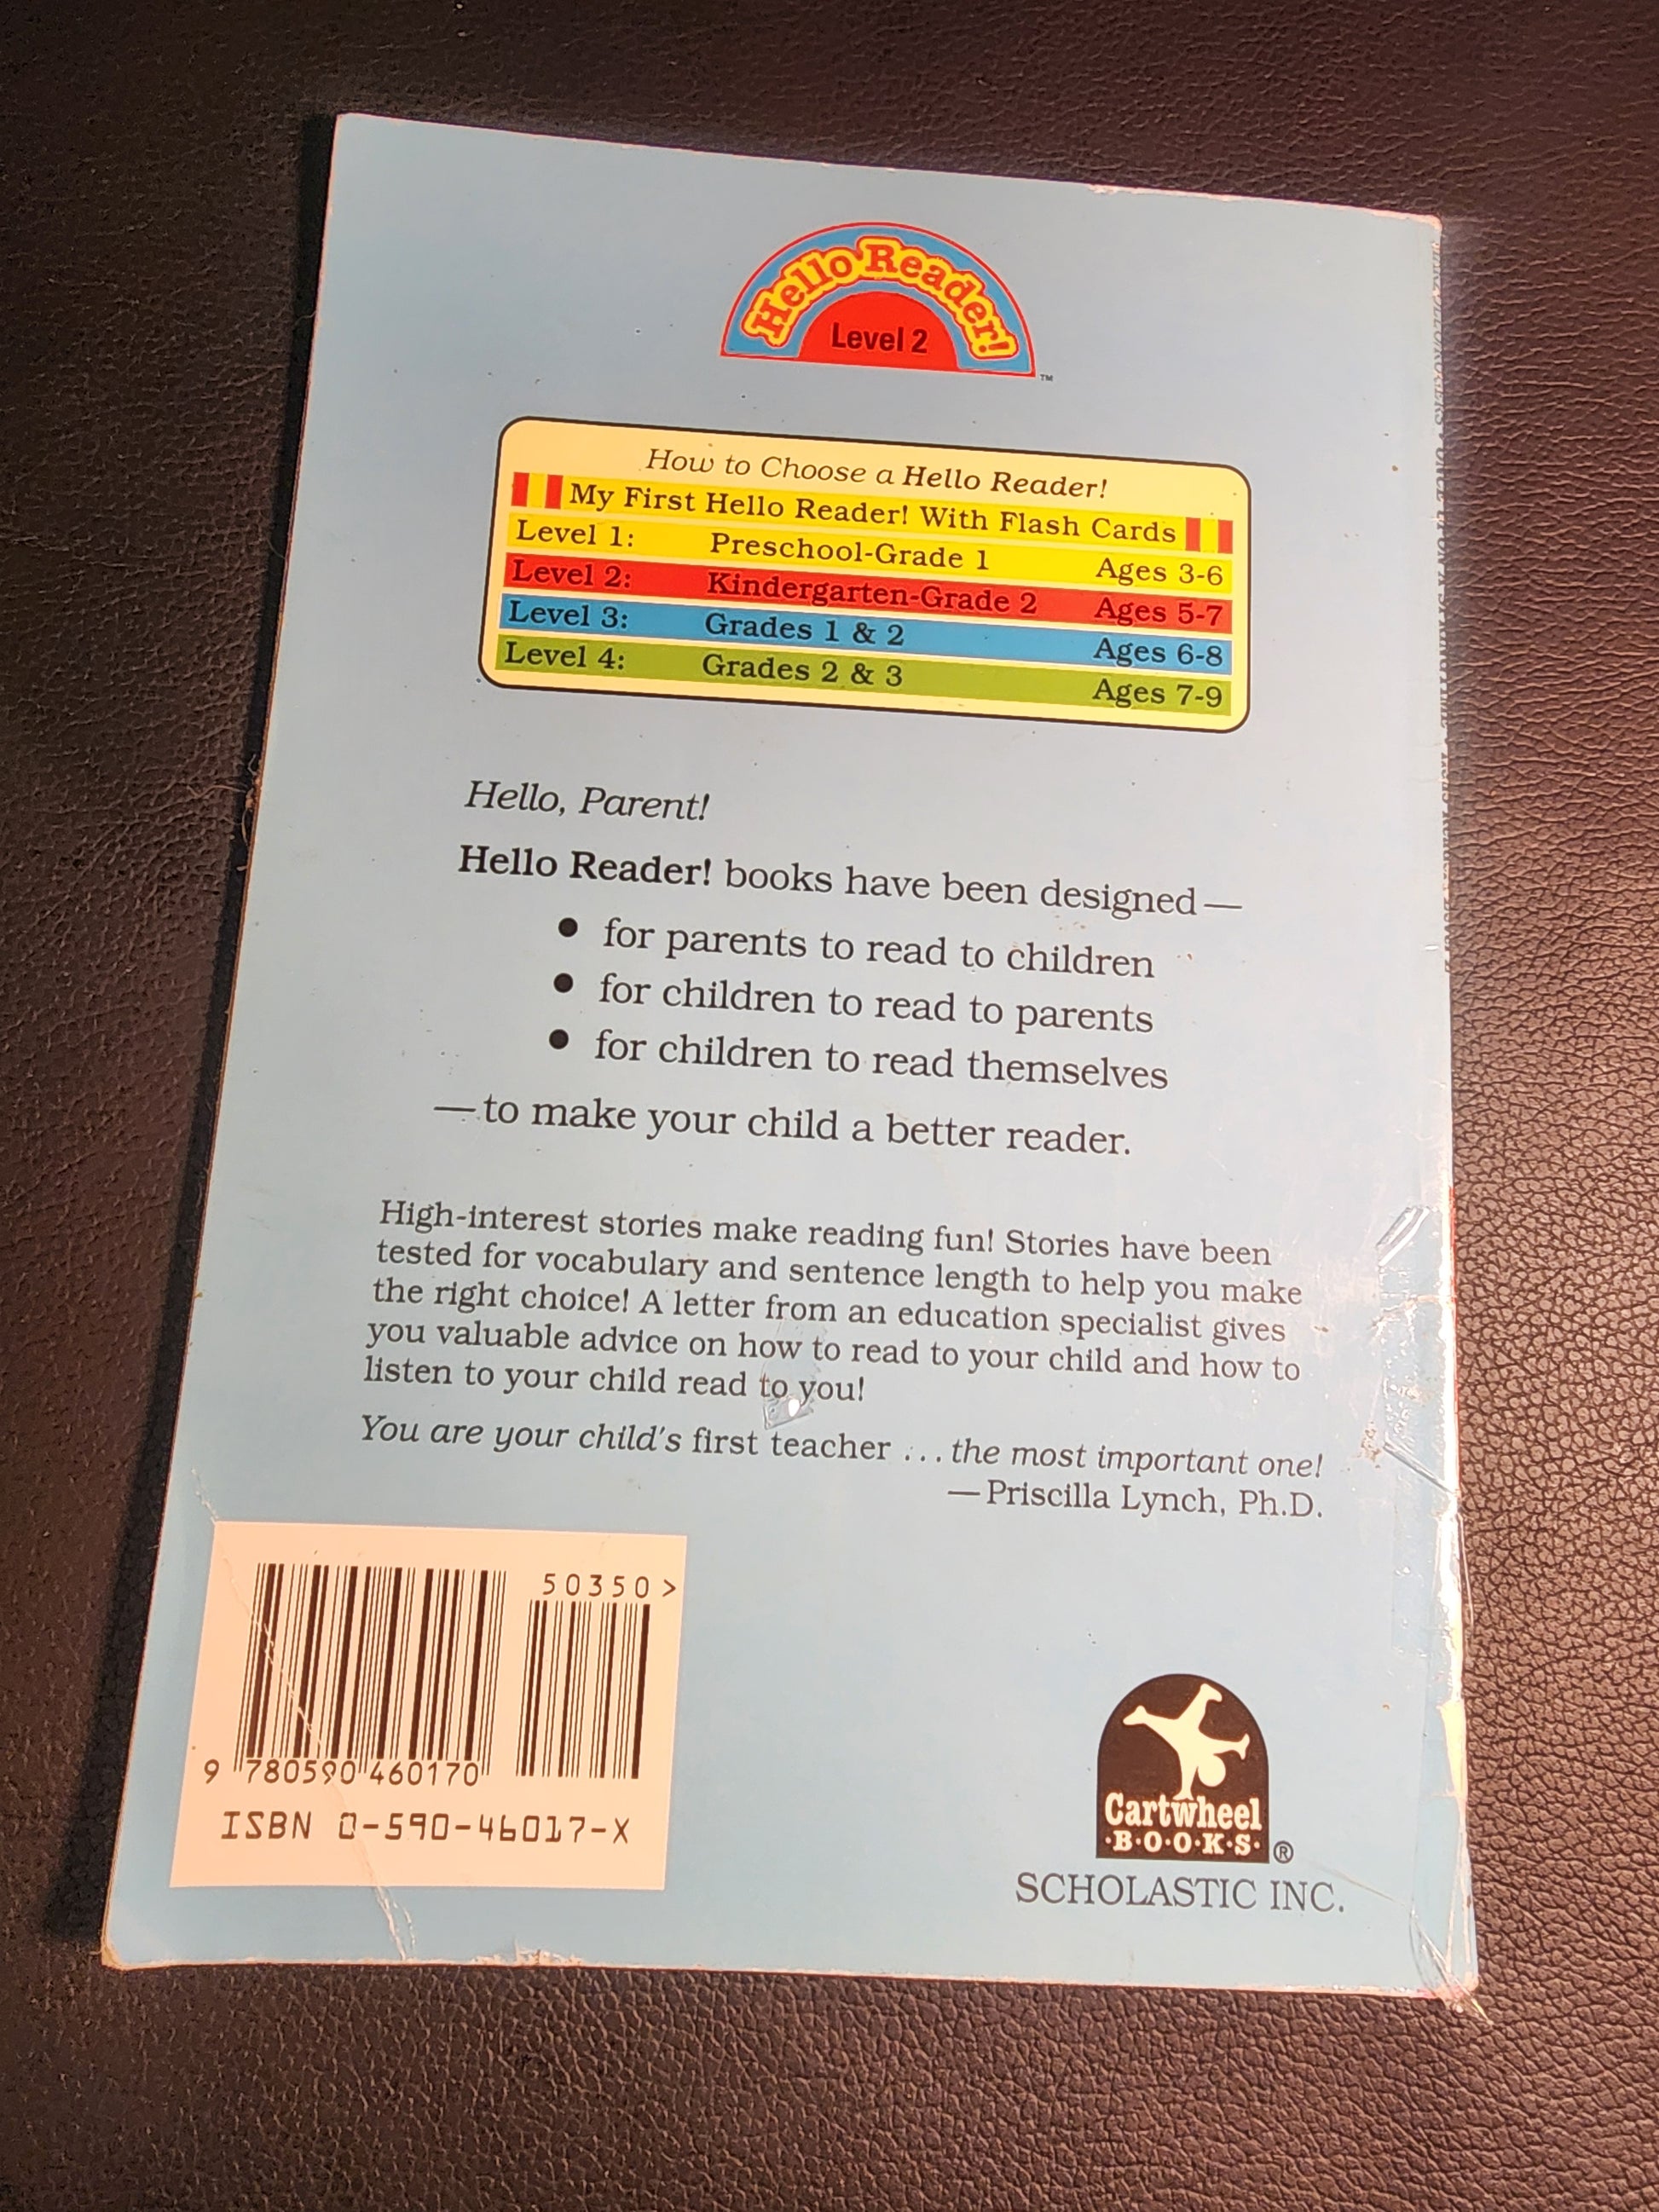 Hello Reader!
Level 2
TM
How to Choose a Hello Reader!
My First Hello Reader! With Flash Cards
Level 1: Preschool-Grade 1 Ages 3-6
Level 2: Kindergarten-Grade 2 Ages 5-7
Level 3: Grades 1 & 2 Ages 6-8
Level 4: Grades 2 & 3 Ages 7-9
Hello, Parent!
Hello Reader! books have been designed—
• for parents to read to children
• for children to read to parents
• for children to read themselves
—to make your child a better reader.
High-interest stories make reading fun! Stories have been
tested for vocabulary and sentence length to help you make
the right choice! A letter from an education specialist gives
you valuable advice on how to read to your child and how to
listen to your child read to you!
You are your child's first teacher ... the most important one!
—Priscilla Lynch, Ph.D.
50350>
9 780590 460170
ISBN 0-590-46017-X
Cartwheel
·B·O·O·K·S·
®
SCHOLASTIC INC.